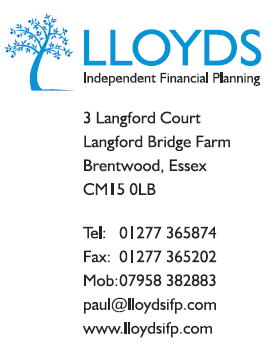 LLOYDS
Independent Financial Planning
3 Langford Court
Langford Bridge Farm
Brentwood, Essex
CM15 0LB
Tel: 01277 365874
Fax: 01277 365202
Mob:07958 382883
paul@lloydsifp.com
www.lloydsifp.com